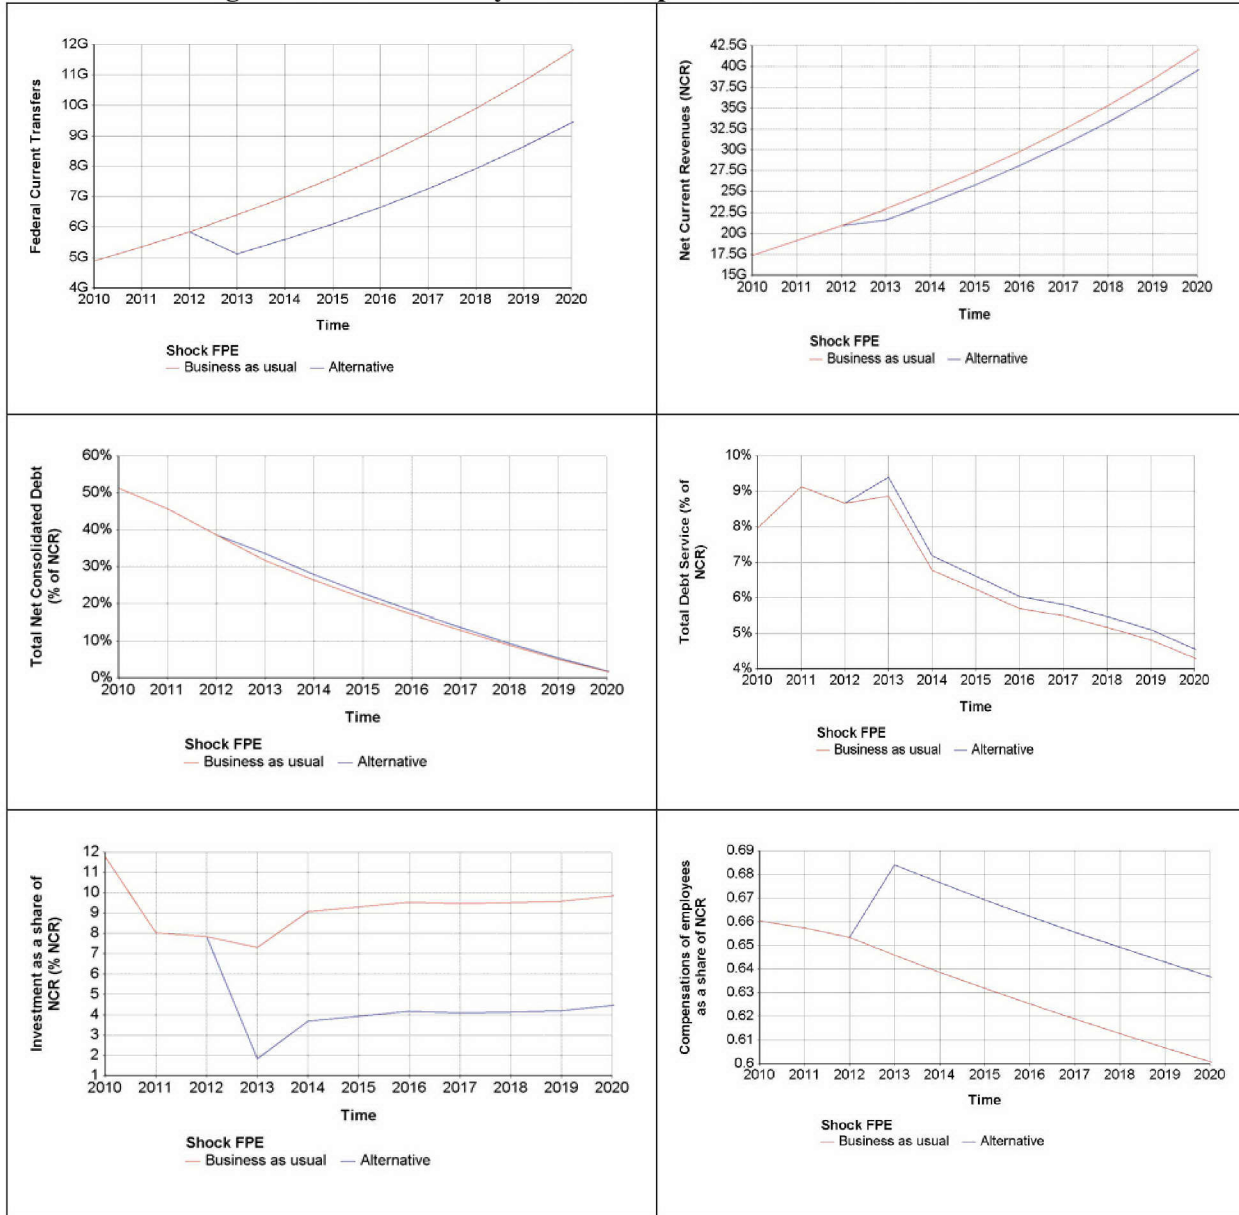 12G
11G
10G
9G
8G
7G
6G
5G
4G
Federal Current Transfers
2010 2011 2012 2013 2014 2015 2016 2017 2018 2019 2020
Time
Shock FPE
Business as usual Alternative
42.5G
40G
37.5G
35G
32.5G
30G
27.5G
25G
22.5G
20G
17.5G
15G
Net Current Revenues (NCR)
2010 2011 2012 2013 2014 2015 2016 2017 2018 2019 2020
Time
Shock FPE
Business as usual Alternative
60%
50%
40%
30%
20%
10%
0%
Total Net Consolidated Debt
(% of NCR)
2010 2011 2012 2013 2014 2015 2016 2017 2018 2019 2020
Time
Shock FPE
Business as usual Alternative
10%
9%
8%
7%
6%
5%
4%
Total Debt Service (% of
NCR)
2010 2011 2012 2013 2014 2015 2016 2017 2018 2019 2020
Time
Shock FPE
Business as usual Alternative
12
11
10
9
8
7
6
5
4
3
2
1
Investment as a share of
NCR (% NCR)
2010 2011 2012 2013 2014 2015 2016 2017 2018 2019 2020
Time
Shock FPE
Business as usual Alternative
0.69
0.68
0.67
0.66
0.65
0.64
0.63
0.62
0.61
0.6
Compensations of employees
as a share of NCR
2010 2011 2012 2013 2014 2015 2016 2017 2018 2019 2020
Time
Shock FPE
Business as usual Alternative